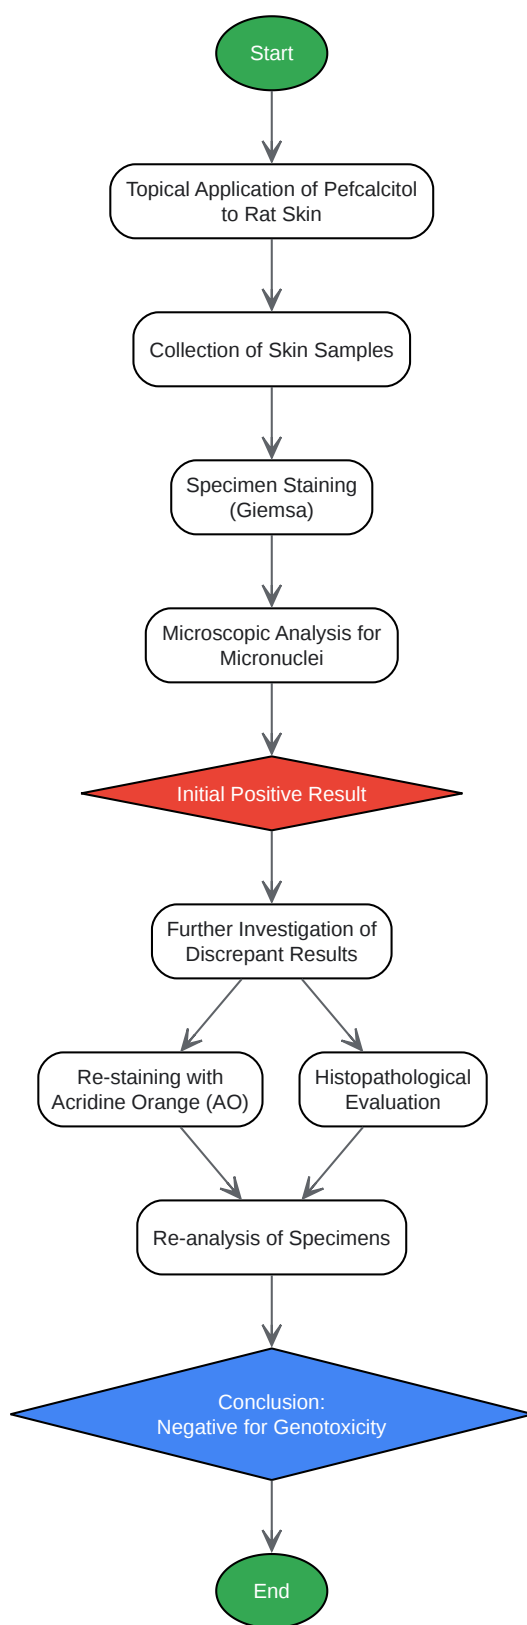 Start
Topical Application of Pefcalcitol
to Rat Skin
Collection of Skin Samples
Specimen Staining
(Giemsa)
Microscopic Analysis for
Micronuclei
Initial Positive Result
Further Investigation of
Discrepant Results
Re-staining with
Acridine Orange (AO)
Histopathological
Evaluation
Re-analysis of Specimens
Conclusion:
Negative for Genotoxicity
End